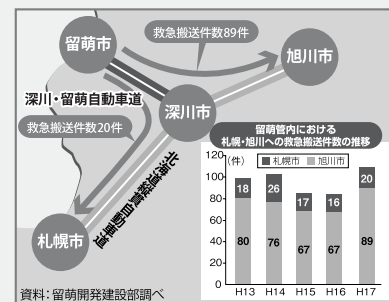 留萌市
救急搬送件数89件
旭川市
深川・留萌自動車道
深川市
救急搬送件数20件
北海道縦貫自動車道
札幌市
資料：留萌開発建設部調べ
留萌管内における
札幌・旭川への救急搬送件数の推移
（件）
札幌市 旭川市
120
100
80
60
40
20
0
18 26 17 16 20
80 76 67 67 89
H13 H14 H15 H16 H17